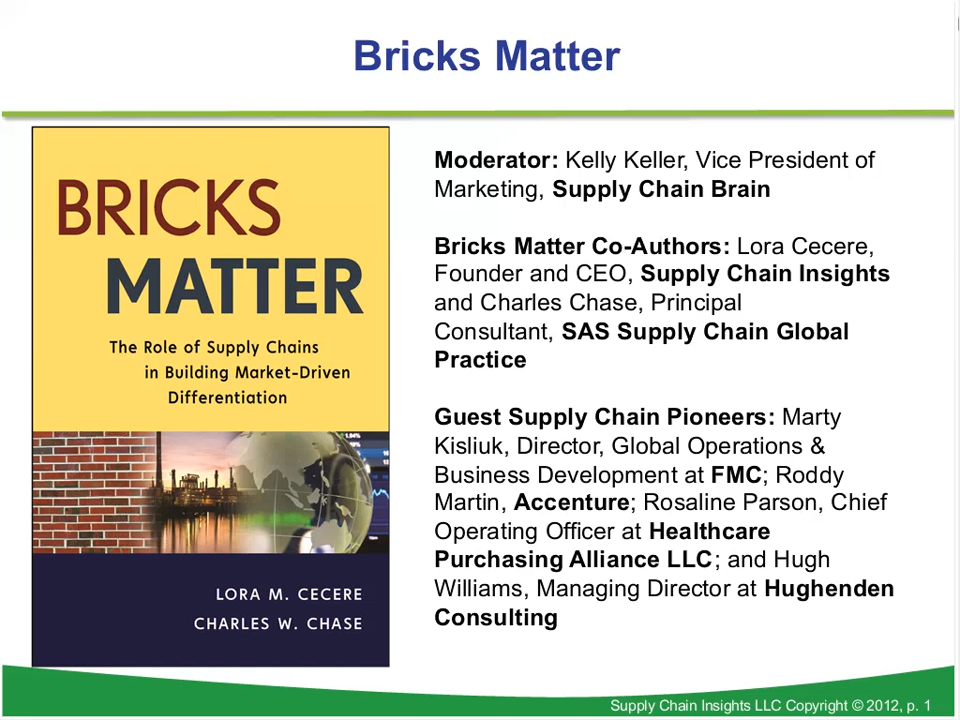 Bricks Matter
BRICKS
MATTER
The Role of Supply Chains
in Building Market-Driven
Differentiation
LORA M. CECERE
CHARLES W. CHASE
Moderator: Kelly Keller, Vice President of
Marketing, Supply Chain Brain
Bricks Matter Co-Authors: Lora Cecere,
Founder and CEO, Supply Chain Insights
and Charles Chase, Principal
Consultant, SAS Supply Chain Global
Practice
Guest Supply Chain Pioneers: Marty
Kisliuk, Director, Global Operations &
Business Development at FMC; Roddy
Martin, Accenture; Rosaline Parson, Chief
Operating Officer at Healthcare
Purchasing Alliance LLC; and Hugh
Williams, Managing Director at Hughenden
Consulting
Supply Chain Insights LLC Copyright © 2012, p. 1